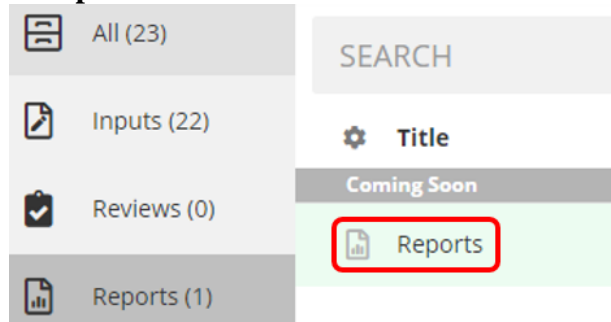 All (23)
Inputs (22)
Reviews (0)
Reports (1)
SEARCH
Title
Coming Soon
Reports